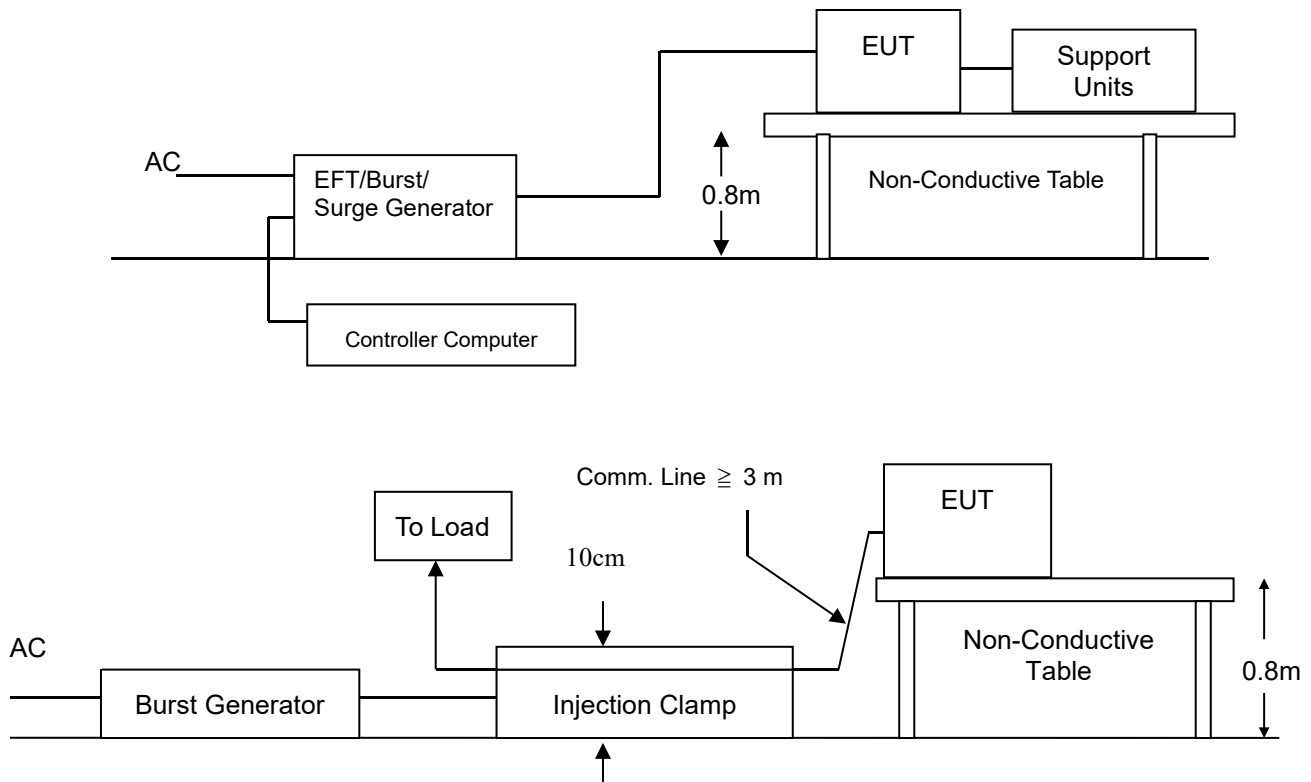 EUT
Support
Units
AC
EFT/Burst/
Surge Generator
0.8m
Non-Conductive Table
Controller Computer
Comm. Line ≧ 3 m
EUT
To Load
10cm
AC
Non-Conductive
Table
0.8m
Burst Generator
Injection Clamp